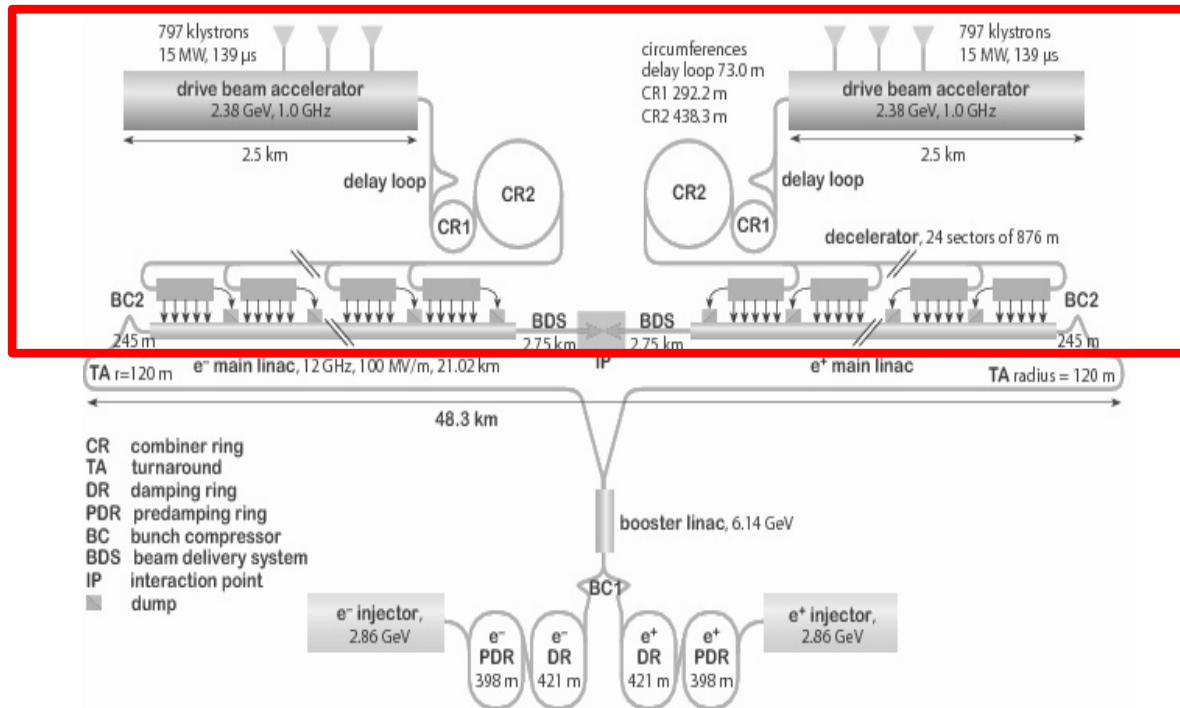 797 klystrons
15 MW, 139 μs
drive beam accelerator
2.38 GeV, 1.0 GHz
2.5 km
delay loop
CR1
CR2
circumferences
delay loop 73.0 m
CR1 292.2 m
CR2 438.3 m
797 klystrons
15 MW, 139 μs
drive beam accelerator
2.38 GeV, 1.0 GHz
2.5 km
CR2
CR1
delay loop
decelerator, 24 sectors of 876 m
BC2
245 m
BDS
2.75 km
IP
BDS
2.75 km
BC2
245 m
e⁻ main linac, 12 GHz, 100 MV/m, 21.02 km
e⁺ main linac
TA r=120 m
TA radius = 120 m
48.3 km
CR combiner ring
TA turnaround
DR damping ring
PDR predamping ring
BC bunch compressor
BDS beam delivery system
IP interaction point
dump
booster linac, 6.14 GeV
BC1
e⁻ injector,
2.86 GeV
e⁻
PDR
398 m
e⁻
DR
421 m
e⁺
DR
421 m
e⁺
PDR
398 m
e⁺ injector,
2.86 GeV